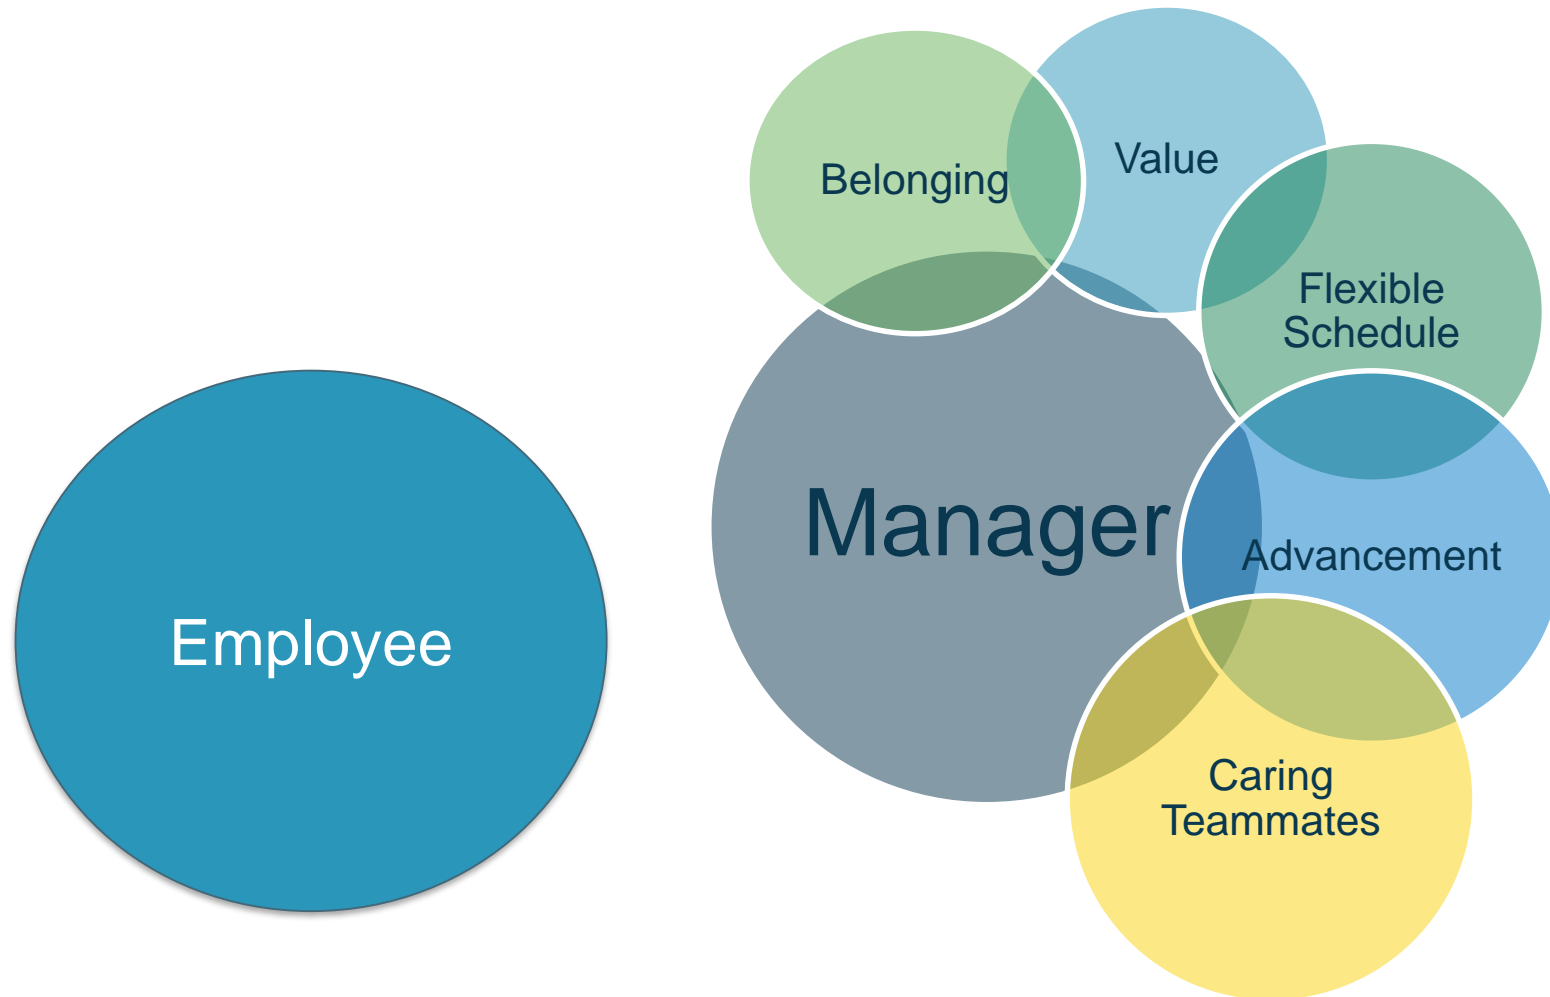 Belonging
Value
Flexible
Schedule
Manager
Advancement
Employee
Caring
Teammates